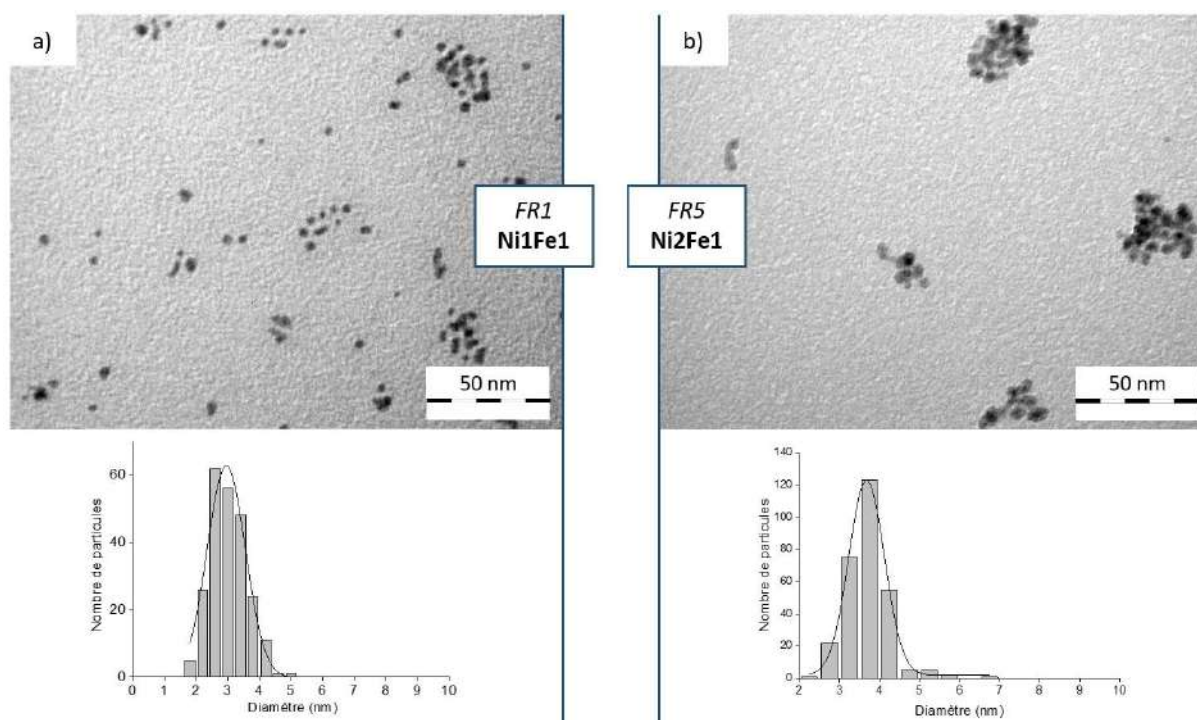 a)
b)
FR1
Ni1Fe1
FR5
Ni2Fe1
50 nm
50 nm
Nombre de particules
60
40
20
0
0 1 2 3 4 5 6 7 8 9 10
Diamètre (nm)
Nombre de particules
140
120
100
80
60
40
20
0
2 3 4 5 6 7 8 9 10
Diamètre (nm)